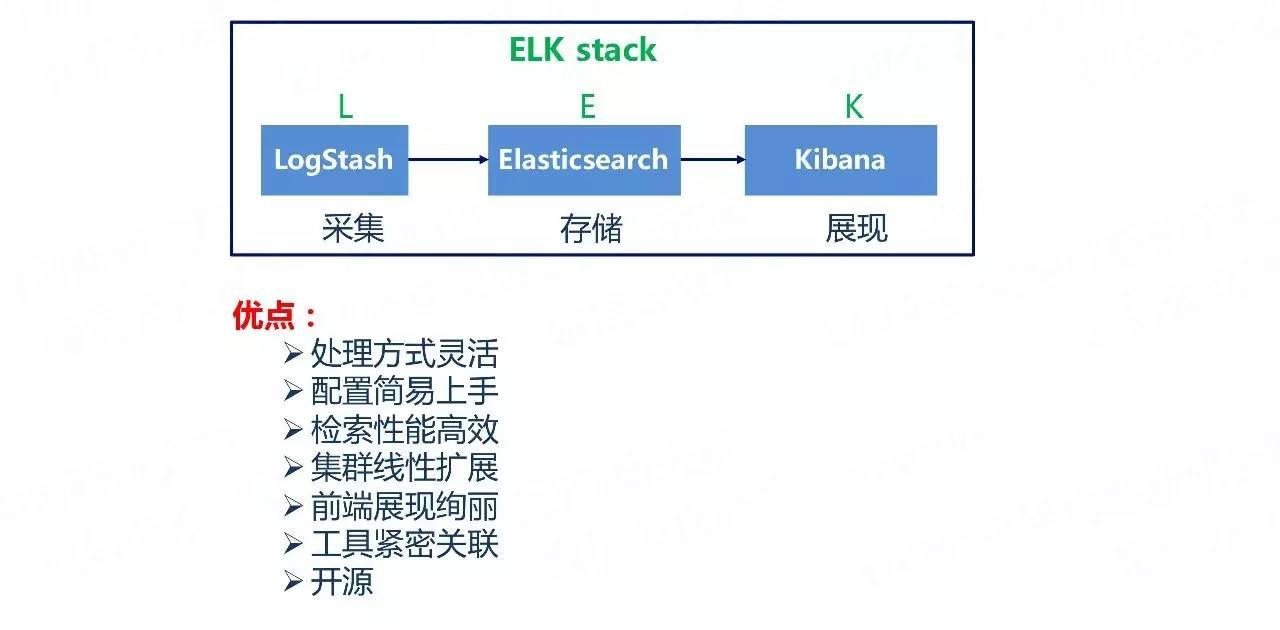 ELK stack
L E K
LogStash Elasticsearch Kibana
采集 存储 展现
优点：
处理方式灵活
配置简易上手
检索性能高效
集群线性扩展
前端展现绚丽
工具紧密关联
开源